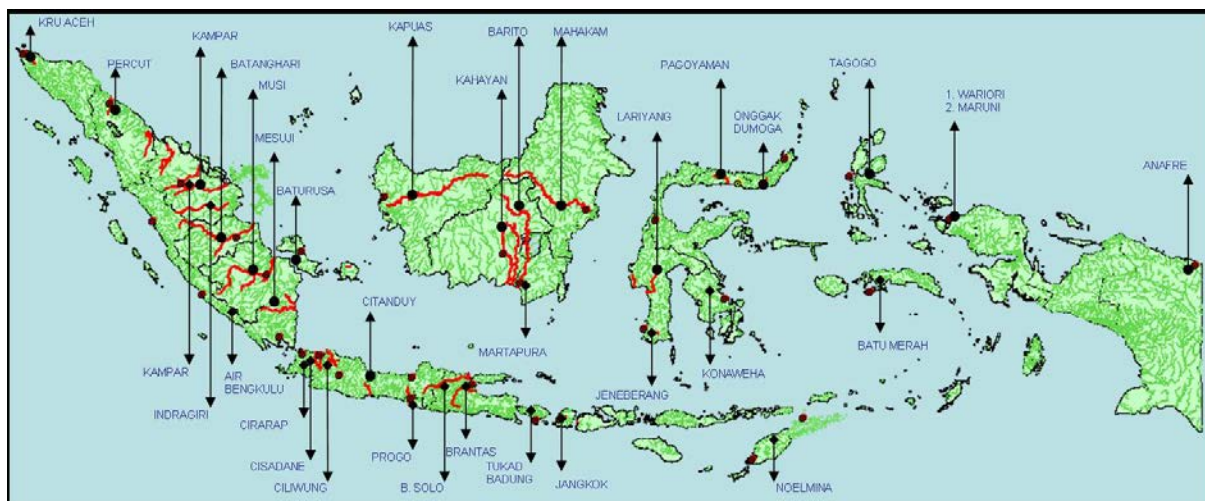 KRU ACEH
PERCUT
KAMPAR
BATANGHARI
MUSI
MESUJI
BATURUSA
KAPUAS
KAHAYAN
BARITO
MAHAKAM
LARIYANG
PAGOYAMAN
ONGGAK
DUMOGA
TAGOGO
1. WARIORI
2. MARUNI
ANAFRE
KAMPAR
INDRAGIRI
AIR
BENGKULU
CIRARAP
CISADANE
CILIWUNG
CITANDUY
PROGO
B. SOLO
BRANTAS
TUKAD
BADUNG
JANGKOK
MARTAPURA
JENEBERANG
KONAWEHA
NOELMINA
BATU MERAH